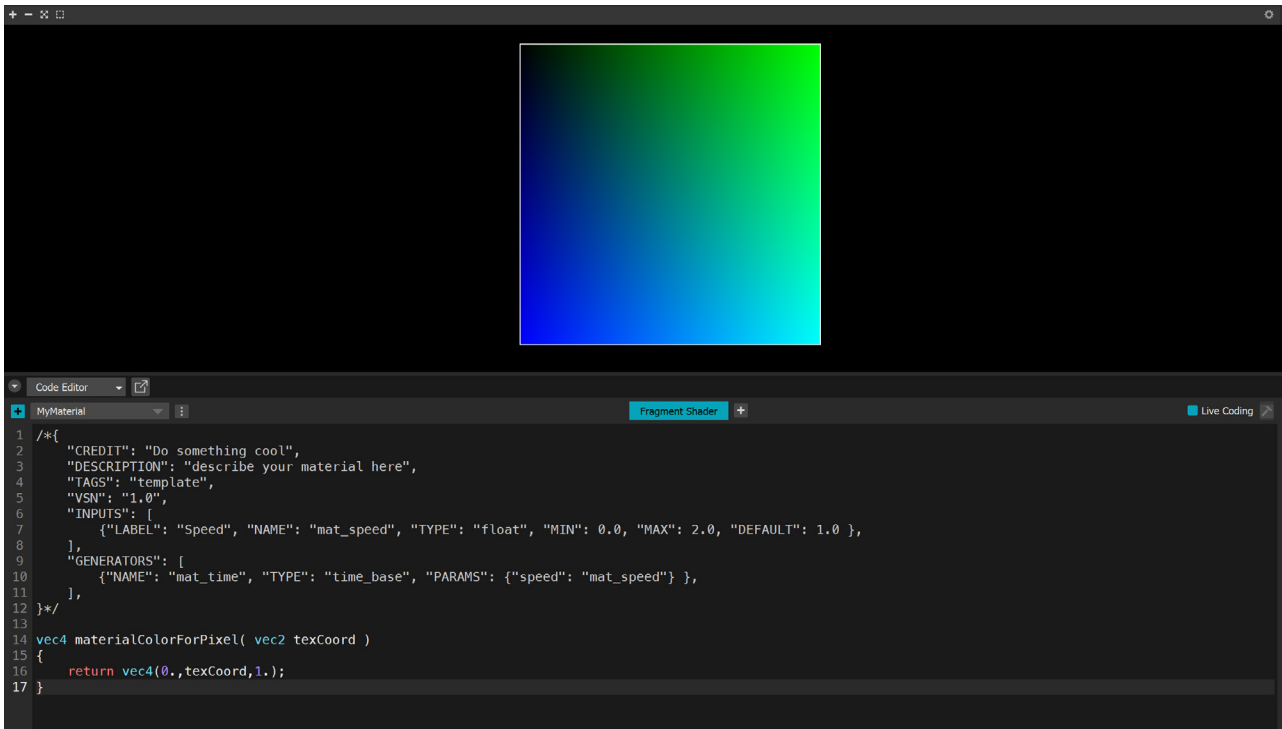 Code Editor
MyMaterial
Fragment Shader
+
Live Coding
1 /*{
2 "CREDIT": "Do something cool",
3 "DESCRIPTION": "describe your material here",
4 "TAGS": "template",
5 "VSN": "1.0",
6 "INPUTS": [
7 {"LABEL": "Speed", "NAME": "mat_speed", "TYPE": "float", "MIN": 0.0, "MAX": 2.0, "DEFAULT": 1.0 },
8 ],
9 "GENERATORS": [
10 {"NAME": "mat_time", "TYPE": "time_base", "PARAMS": {"speed": "mat_speed"} },
11 ],
12 }*/
13
14 vec4 materialColorForPixel( vec2 texCoord )
15 {
16 return vec4(0.,texCoord,1.);
17 }